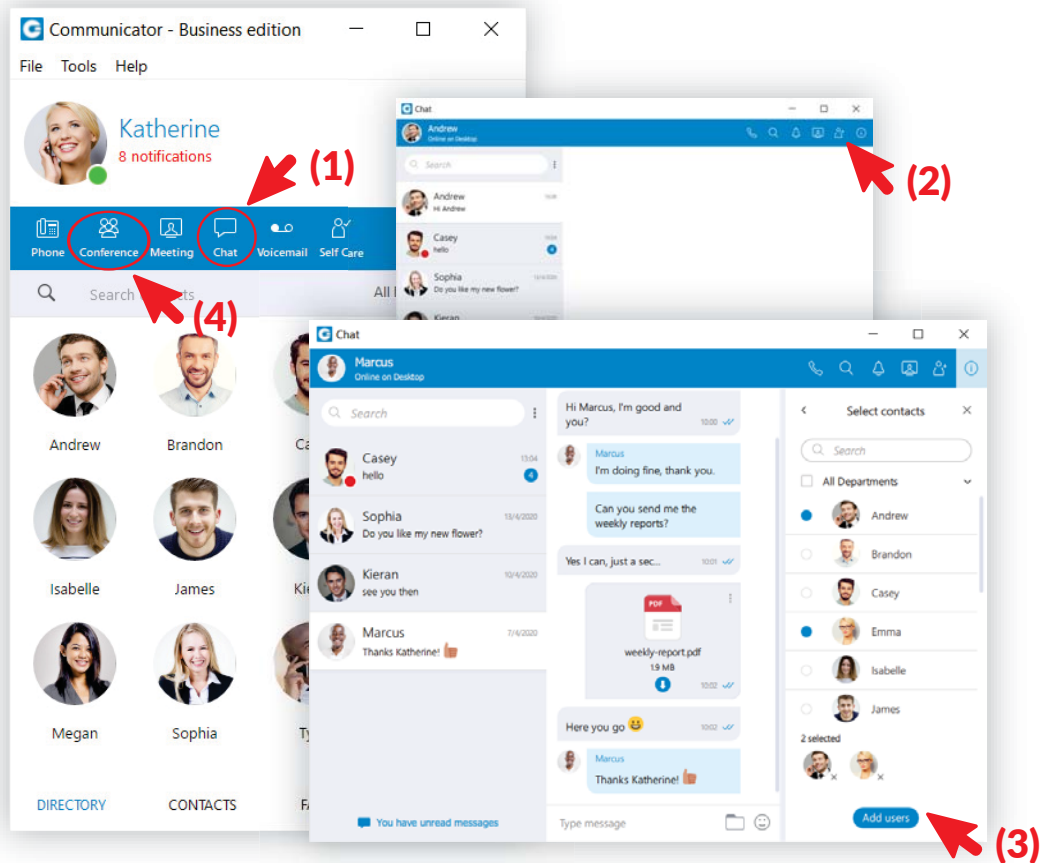 Communicator - Business edition
File Tools Help
Katherine
8 notifications
(1)
Phone Conference Meeting Chat Voicemail Self Care
(4)
Search
All
Andrew Brandon
Isabelle James
Megan Sophia
DIRECTORY CONTACTS
Chat
Andrew
Online on Desktop
(2)
Search
Andrew
Hi Andrew
Casey
hello
4
Sophia
13/4/2020
Do you like my new flower?
Kieran
Chat
Marcus
Online on Desktop
Search
Casey 13:04
hello 4
Sophia 13/4/2020
Do you like my new flower?
Kieran 10/4/2020
see you then
Marcus 7/4/2020
Thanks Katherine!
You have unread messages
Hi Marcus, I'm good and
you? 10:00
Marcus
I'm doing fine, thank you.
Can you send me the
weekly reports?
Yes I can, just a sec... 10:01
PDF
weekly-report.pdf
1.9 MB
10:02
Here you go 😀 10:02
Marcus
Thanks Katherine!
Type message
Select contacts
Search
All Departments
Andrew
Brandon
Casey
Emma
Isabelle
James
2 selected
Add users
(3)